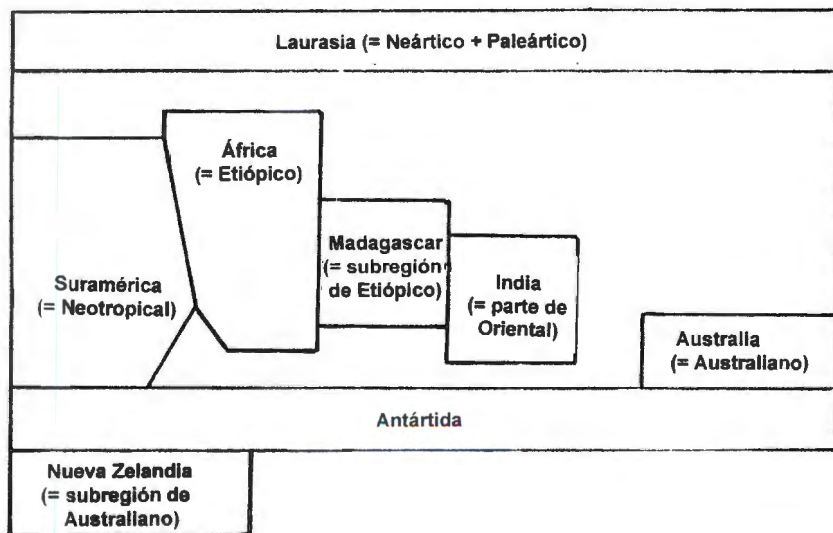 Laurasia (= Neártico + Paleártico)
África
(= Etiópico)
Madagascar
(= subregión
de Etiópico)
India
(= parte de
Oriental)
Suramérica
(= Neotropical)
Australia
(= Australiano)
Antártida
Nueva Zelandia
(= subregión de
Australiano)